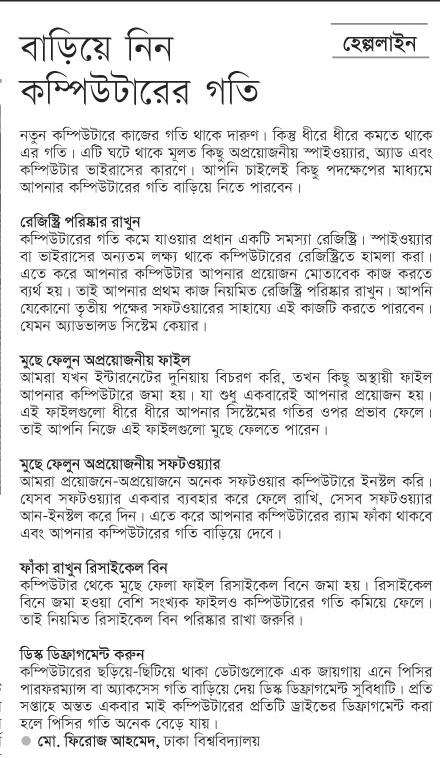 হেল্পলাইন
বাড়িয়ে নিন
কম্পিউটারের গতি
নতুন কম্পিউটারে কাজের গতি থাকে দারুণ। কিন্তু ধীরে ধীরে কমতে থাকে
এর গতি। এটি ঘটে থাকে মূলত কিছু অপ্রয়োজনীয় স্পাইওয়্যার, অ্যাড এবং
কম্পিউটার ভাইরাসের কারণে। আপনি চাইলেই কিছু পদক্ষেপের মাধ্যমে
আপনার কম্পিউটারের গতি বাড়িয়ে নিতে পারবেন।
রেজিস্ট্রি পরিষ্কার রাখুন
কম্পিউটারের গতি কমে যাওয়ার প্রধান একটি সমস্যা রেজিস্ট্রি। স্পাইওয়্যার
বা ভাইরাসের অন্যতম লক্ষ্য থাকে কম্পিউটারের রেজিস্ট্রিতে হামলা করা।
এতে করে আপনার কম্পিউটার আপনার প্রয়োজন মোতাবেক কাজ করতে
ব্যর্থ হয়। তাই আপনার প্রথম কাজ নিয়মিত রেজিস্ট্রি পরিষ্কার রাখুন। আপনি
যেকোনো তৃতীয় পক্ষের সফটওয়ারের সাহায্যে এই কাজটি করতে পারবেন।
যেমন অ্যাডভান্সড সিস্টেম কেয়ার।
মুছে ফেলুন অপ্রয়োজনীয় ফাইল
আমরা যখন ইন্টারনেটের দুনিয়ায় বিচরণ করি, তখন কিছু অস্থায়ী ফাইল
আপনার কম্পিউটারে জমা হয়। যা শুধু একবারেই আপনার প্রয়োজন হয়।
এই ফাইলগুলো ধীরে ধীরে আপনার সিস্টেমের গতির ওপর প্রভাব ফেলে।
তাই আপনি নিজে এই ফাইলগুলো মুছে ফেলতে পারেন।
মুছে ফেলুন অপ্রয়োজনীয় সফটওয়্যার
আমরা প্রয়োজনে-অপ্রয়োজনে অনেক সফটওয়ার কম্পিউটারে ইনস্টল করি।
যেসব সফটওয়্যার একবার ব্যবহার করে ফেলে রাখি, সেসব সফটওয়্যার
আন-ইনস্টল করে দিন। এতে করে আপনার কম্পিউটারের র‍্যাম ফাঁকা থাকবে
এবং আপনার কম্পিউটারের গতি বাড়িয়ে দেবে।
ফাঁকা রাখুন রিসাইকেল বিন
কম্পিউটার থেকে মুছে ফেলা ফাইল রিসাইকেল বিনে জমা হয়। রিসাইকেল
বিনে জমা হওয়া বেশি সংখ্যক ফাইলও কম্পিউটারের গতি কমিয়ে ফেলে।
তাই নিয়মিত রিসাইকেল বিন পরিষ্কার রাখা জরুরি।
ডিস্ক ডিফ্রাগমেন্ট করুন
কম্পিউটারের ছড়িয়ে-ছিটিয়ে থাকা ডেটাগুলোকে এক জায়গায় এনে পিসির
পারফরম্যান্স বা অ্যাকসেস গতি বাড়িয়ে দেয় ডিস্ক ডিফ্রাগমেন্ট সুবিধাটি। প্রতি
সপ্তাহে অন্তত একবার মাই কম্পিউটারের প্রতিটি ড্রাইভের ডিফ্রাগমেন্ট করা
হলে পিসির গতি অনেক বেড়ে যায়।
● মো. ফিরোজ আহমেদ, ঢাকা বিশ্ববিদ্যালয়